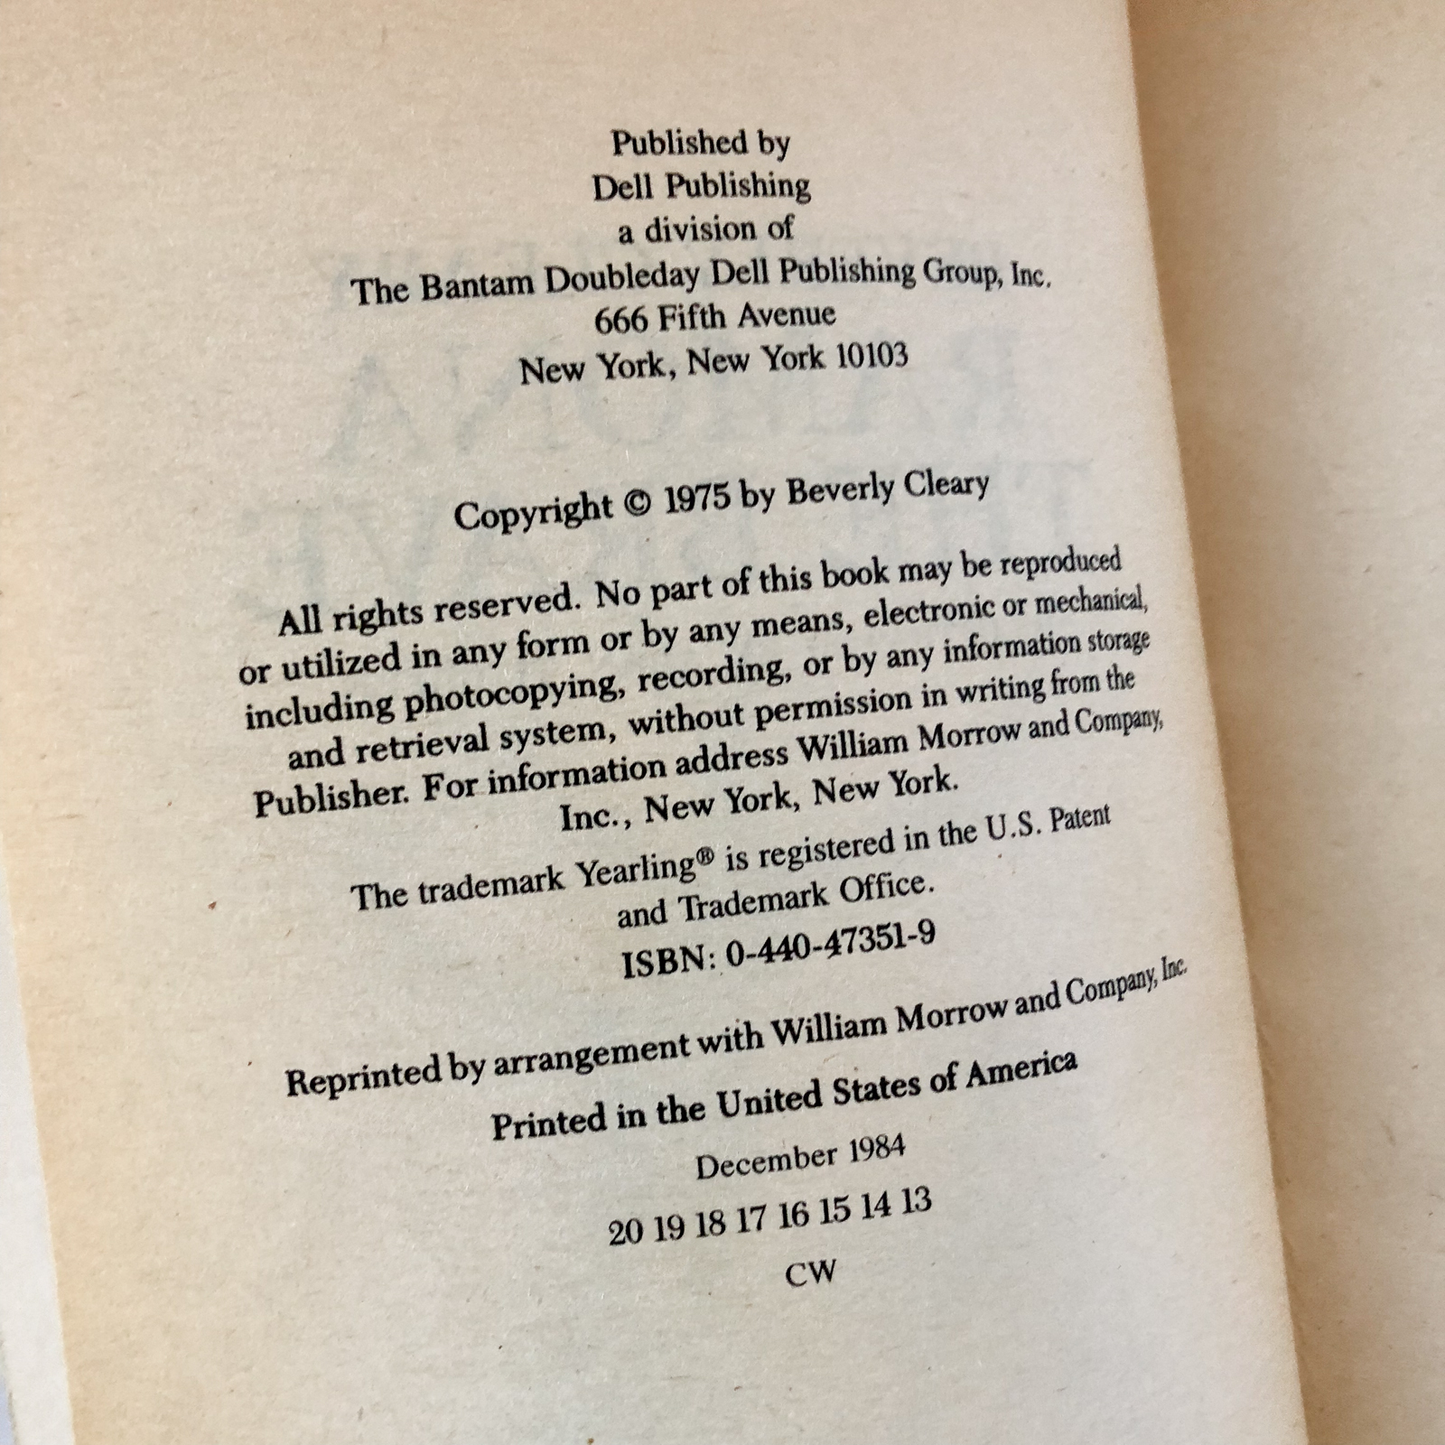 Published by
Dell Publishing
a division of
The Bantam Doubleday Dell Publishing Group, Inc.
666 Fifth Avenue
New York, New York 10103
Copyright © 1975 by Beverly Cleary
All rights reserved. No part of this book may be reproduced
or utilized in any form or by any means, electronic or mechanical,
including photocopying, recording, or by any information storage
and retrieval system, without permission in writing from the
Publisher. For information address William Morrow and Company,
Inc., New York, New York.
The trademark Yearling® is registered in the U.S. Patent
and Trademark Office.
ISBN: 0-440-47351-9
Reprinted by arrangement with William Morrow and Company, Inc.
Printed in the United States of America
December 1984
20 19 18 17 16 15 14 13
CW